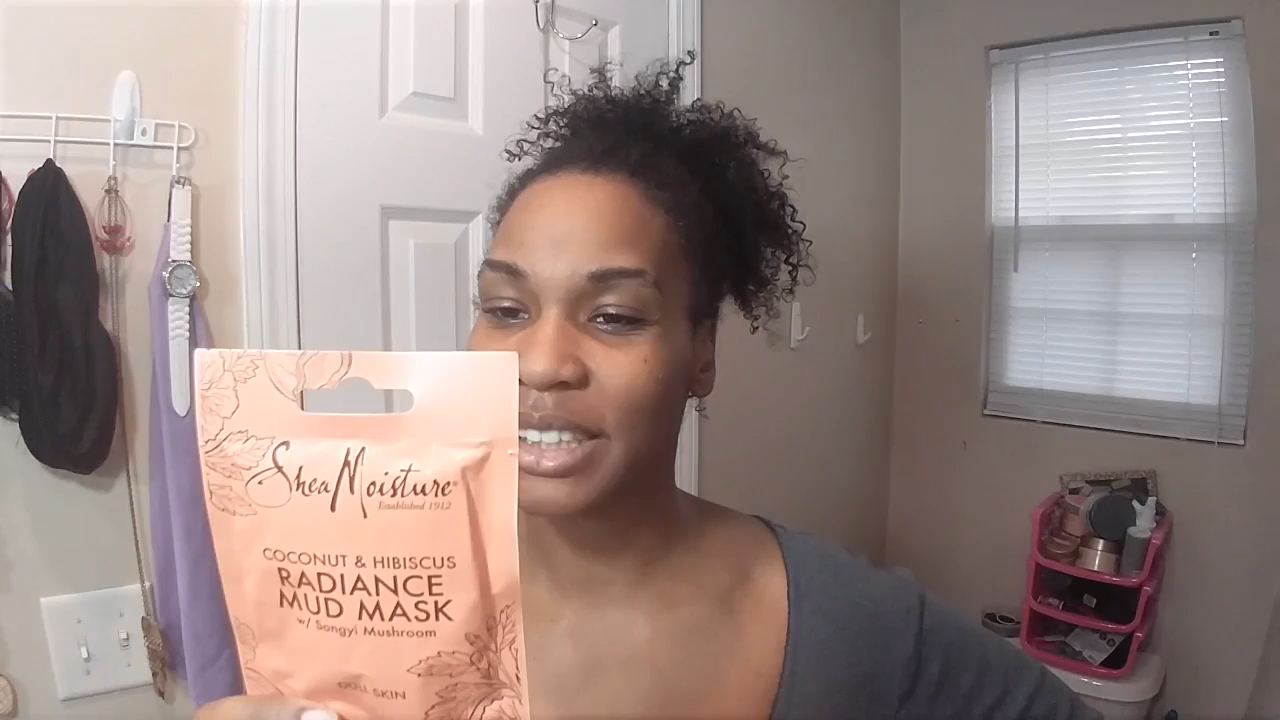 SheaMoisture®
Established 1912
COCONUT & HIBISCUS
RADIANCE
MUD MASK
w/ Songyi Mushroom
DULL SKIN